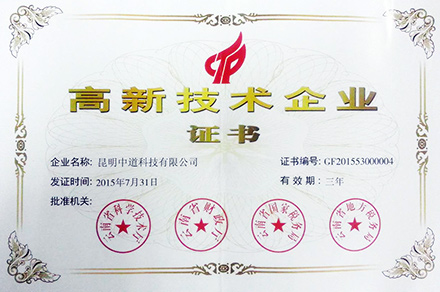 高新技术企业
证书
企业名称：昆明中道科技有限公司 证书编号：GF201553000004
发证时间：2015年7月31日 有效期：三年
批准机关：
云南省科学技术厅 云南省财政厅 云南省国家税务局 云南省地方税务局